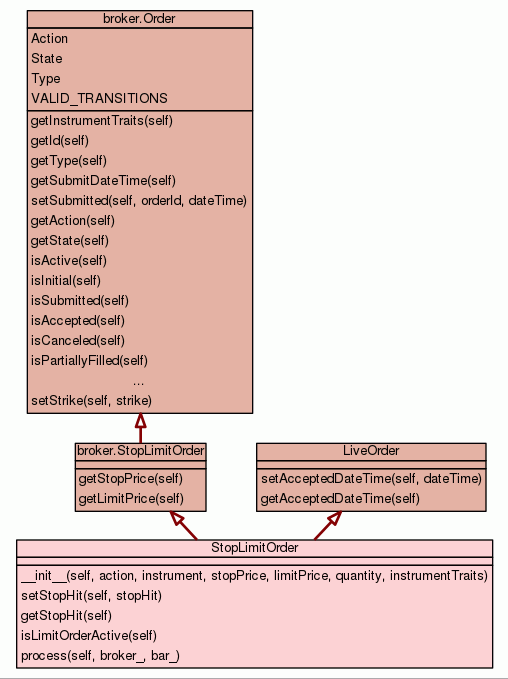 broker.Order
Action
State
Type
VALID_TRANSITIONS
getInstrumentTraits(self)
getId(self)
getType(self)
getSubmitDateTime(self)
setSubmitted(self, orderId, dateTime)
getAction(self)
getState(self)
isActive(self)
isInitial(self)
isSubmitted(self)
isAccepted(self)
isCanceled(self)
isPartiallyFilled(self)
...
setStrike(self, strike)
broker.StopLimitOrder
getStopPrice(self)
getLimitPrice(self)
LiveOrder
setAcceptedDateTime(self, dateTime)
getAcceptedDateTime(self)
StopLimitOrder
__init__(self, action, instrument, stopPrice, limitPrice, quantity, instrumentTraits)
setStopHit(self, stopHit)
getStopHit(self)
isLimitOrderActive(self)
process(self, broker_, bar_)